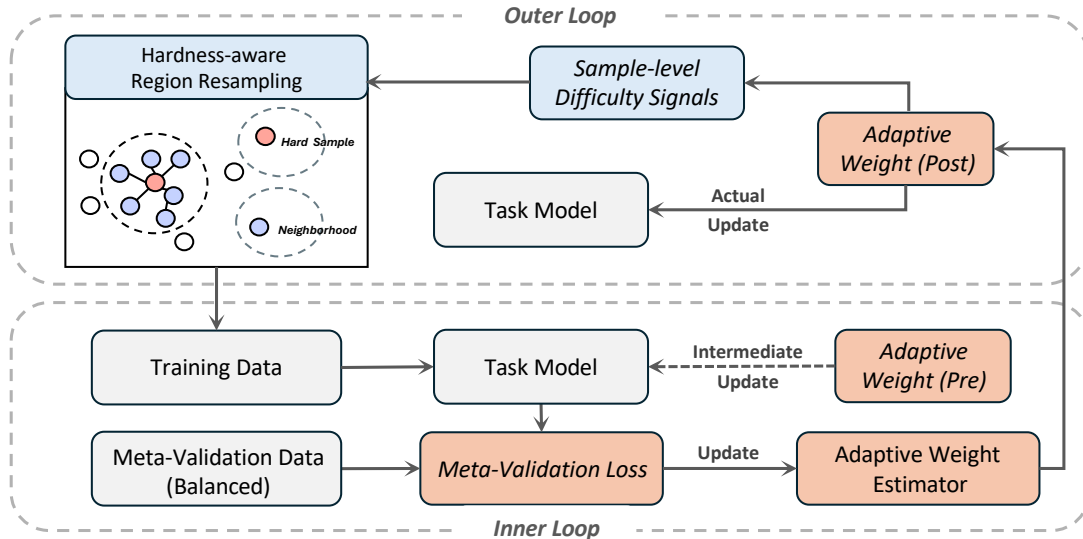 Outer Loop
Hardness-aware
Region Resampling
Hard Sample
Neighborhood
Sample-level
Difficulty Signals
Adaptive
Weight (Post)
Task Model
Actual
Update
Training Data
Task Model
Intermediate
Update
Adaptive
Weight (Pre)
Meta-Validation Data
(Balanced)
Meta-Validation Loss
Update
Adaptive Weight
Estimator
Inner Loop